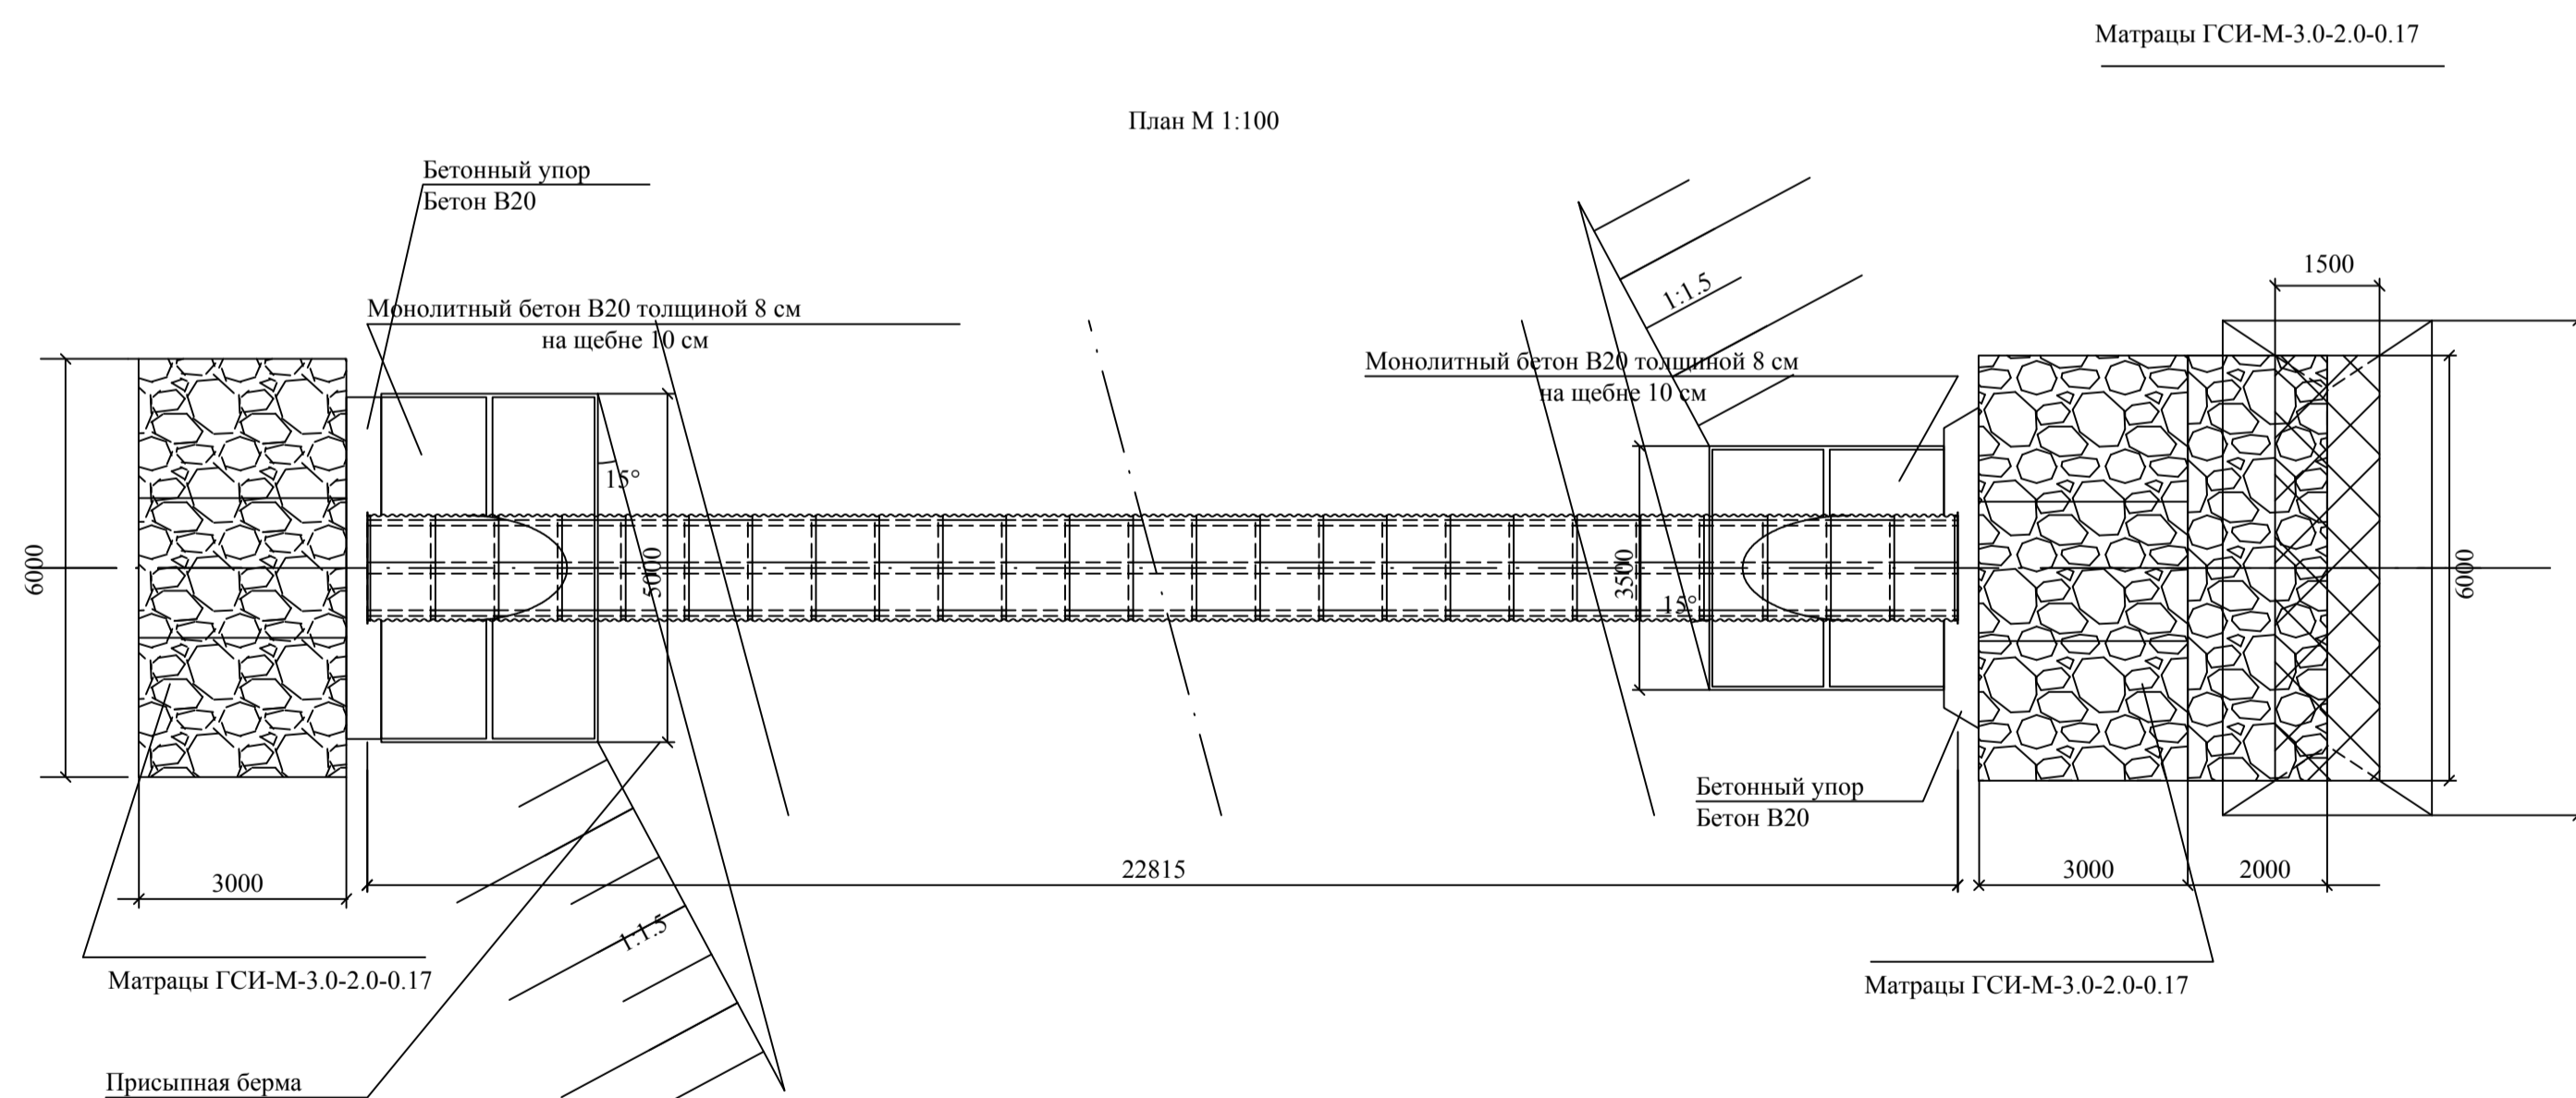 Матрацы ГСИ-М-3.0-2.0-0.17
План М 1:100
Бетонный упор
Бетон В20
1:1.5
1500
Монолитный бетон В20 толщиной 8 см
на щебне 10 см
Монолитный бетон В20 толщиной 8 см
на щебне 10 см
15°
6000
5000
3500
15°
6000
Бетонный упор
Бетон В20
3000
22815
3000
2000
1:1.5
Матрацы ГСИ-М-3.0-2.0-0.17
Матрацы ГСИ-М-3.0-2.0-0.17
Присыпная берма